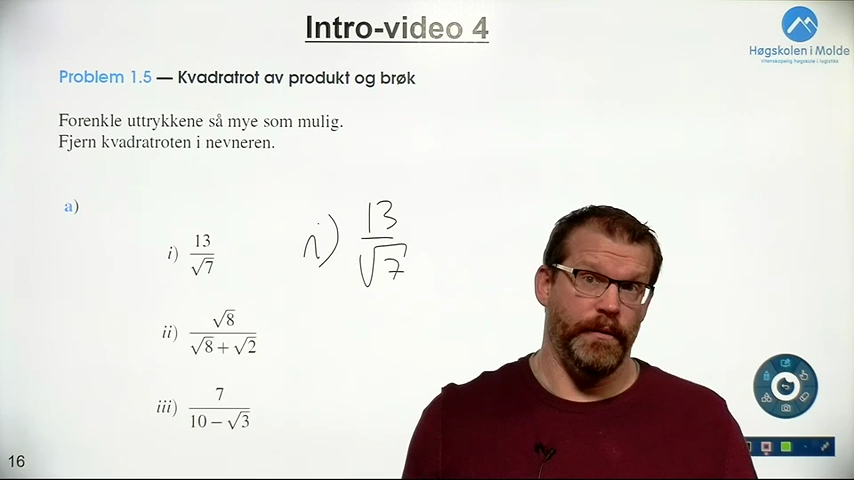 Intro-video 4
Høgskolen i Molde
Vitenskapelig høgskole i logistikk
Problem 1.5 — Kvadratrot av produkt og brøk
Forenkle uttrykkene så mye som mulig.
Fjern kvadratroten i nevneren.
a)
i) 13/√7
i) 13/√7
ii) √8/(√8 + √2)
iii) 7/(10 − √3)
16